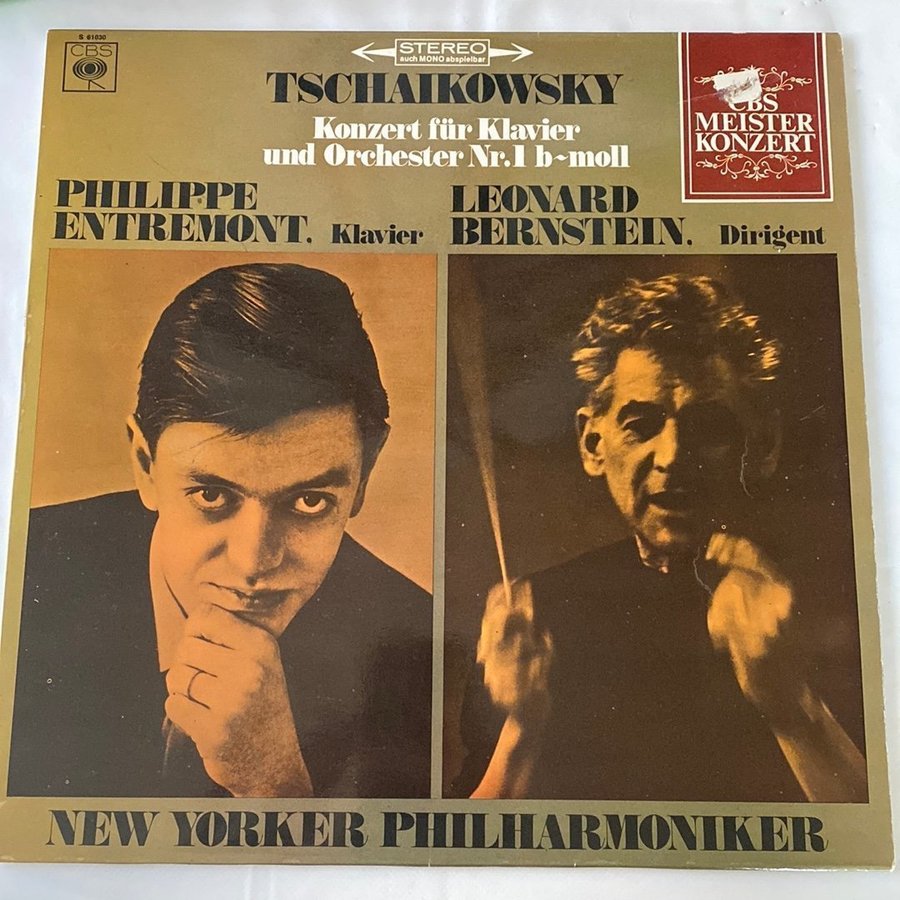 S 61030
CBS
STEREO
auch MONO abspielbar
TSCHAIKOWSKY
Konzert für Klavier
und Orchester Nr.1 b~moll
CBS
MEISTER
KONZERT
PHILIPPE
ENTREMONT. Klavier
LEONARD
BERNSTEIN. Dirigent
NEW YORKER PHILHARMONIKER